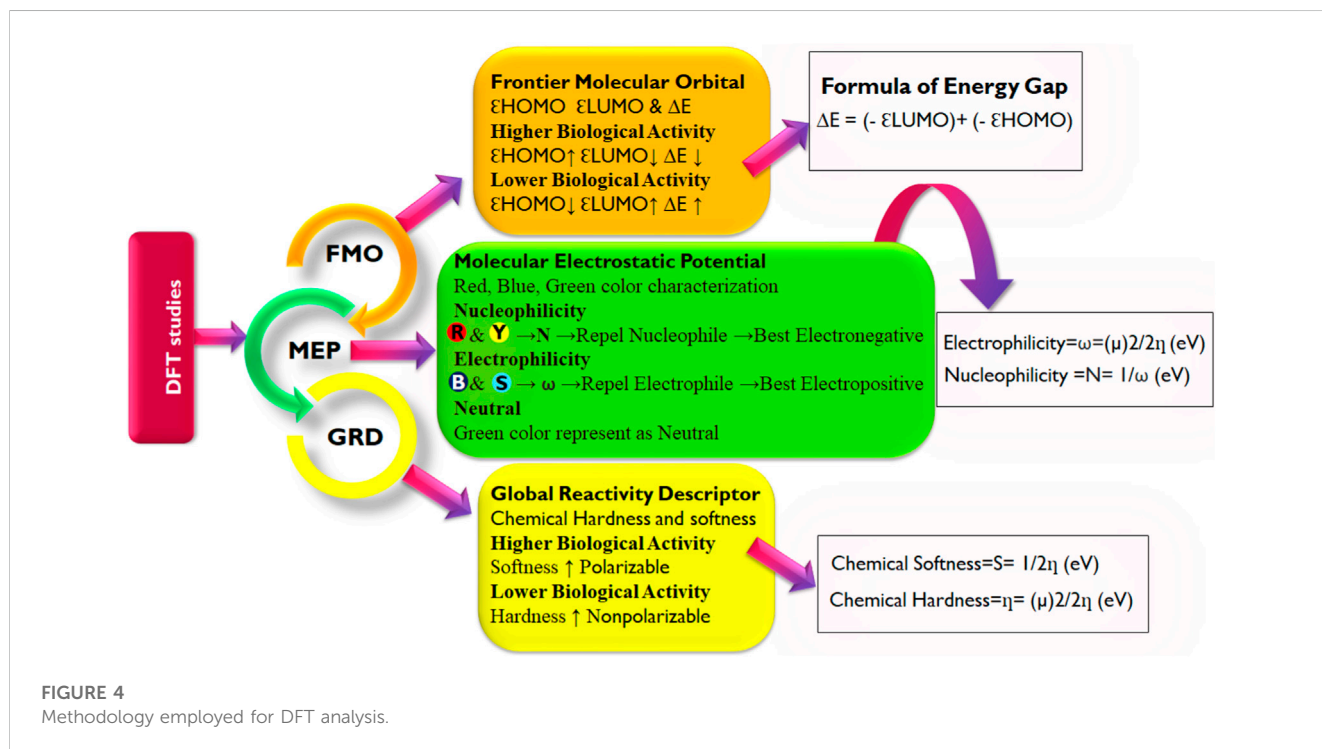 DFT studies
FMO
MEP
GRD
Frontier Molecular Orbital
ƐHOMO ƐLUMO & ΔE
Higher Biological Activity
ƐHOMO↑ ƐLUMO↓ ΔE ↓
Lower Biological Activity
ƐHOMO↓ ƐLUMO↑ ΔE ↑
Formula of Energy Gap
ΔE = (- ƐLUMO)+ (- ƐHOMO)
Molecular Electrostatic Potential
Red, Blue, Green color characterization
Nucleophilicity
R & Y →N →Repel Nucleophile →Best Electronegative
Electrophilicity
B & S → ω →Repel Electrophile →Best Electropositive
Neutral
Green color represent as Neutral
Electrophilicity=ω=(μ)2/2η (eV)
Nucleophilicity =N= 1/ω (eV)
Global Reactivity Descriptor
Chemical Hardness and softness
Higher Biological Activity
Softness ↑ Polarizable
Lower Biological Activity
Hardness ↑ Nonpolarizable
Chemical Softness=S= 1/2η (eV)
Chemical Hardness=η= (μ)2/2η (eV)
FIGURE 4
Methodology employed for DFT analysis.